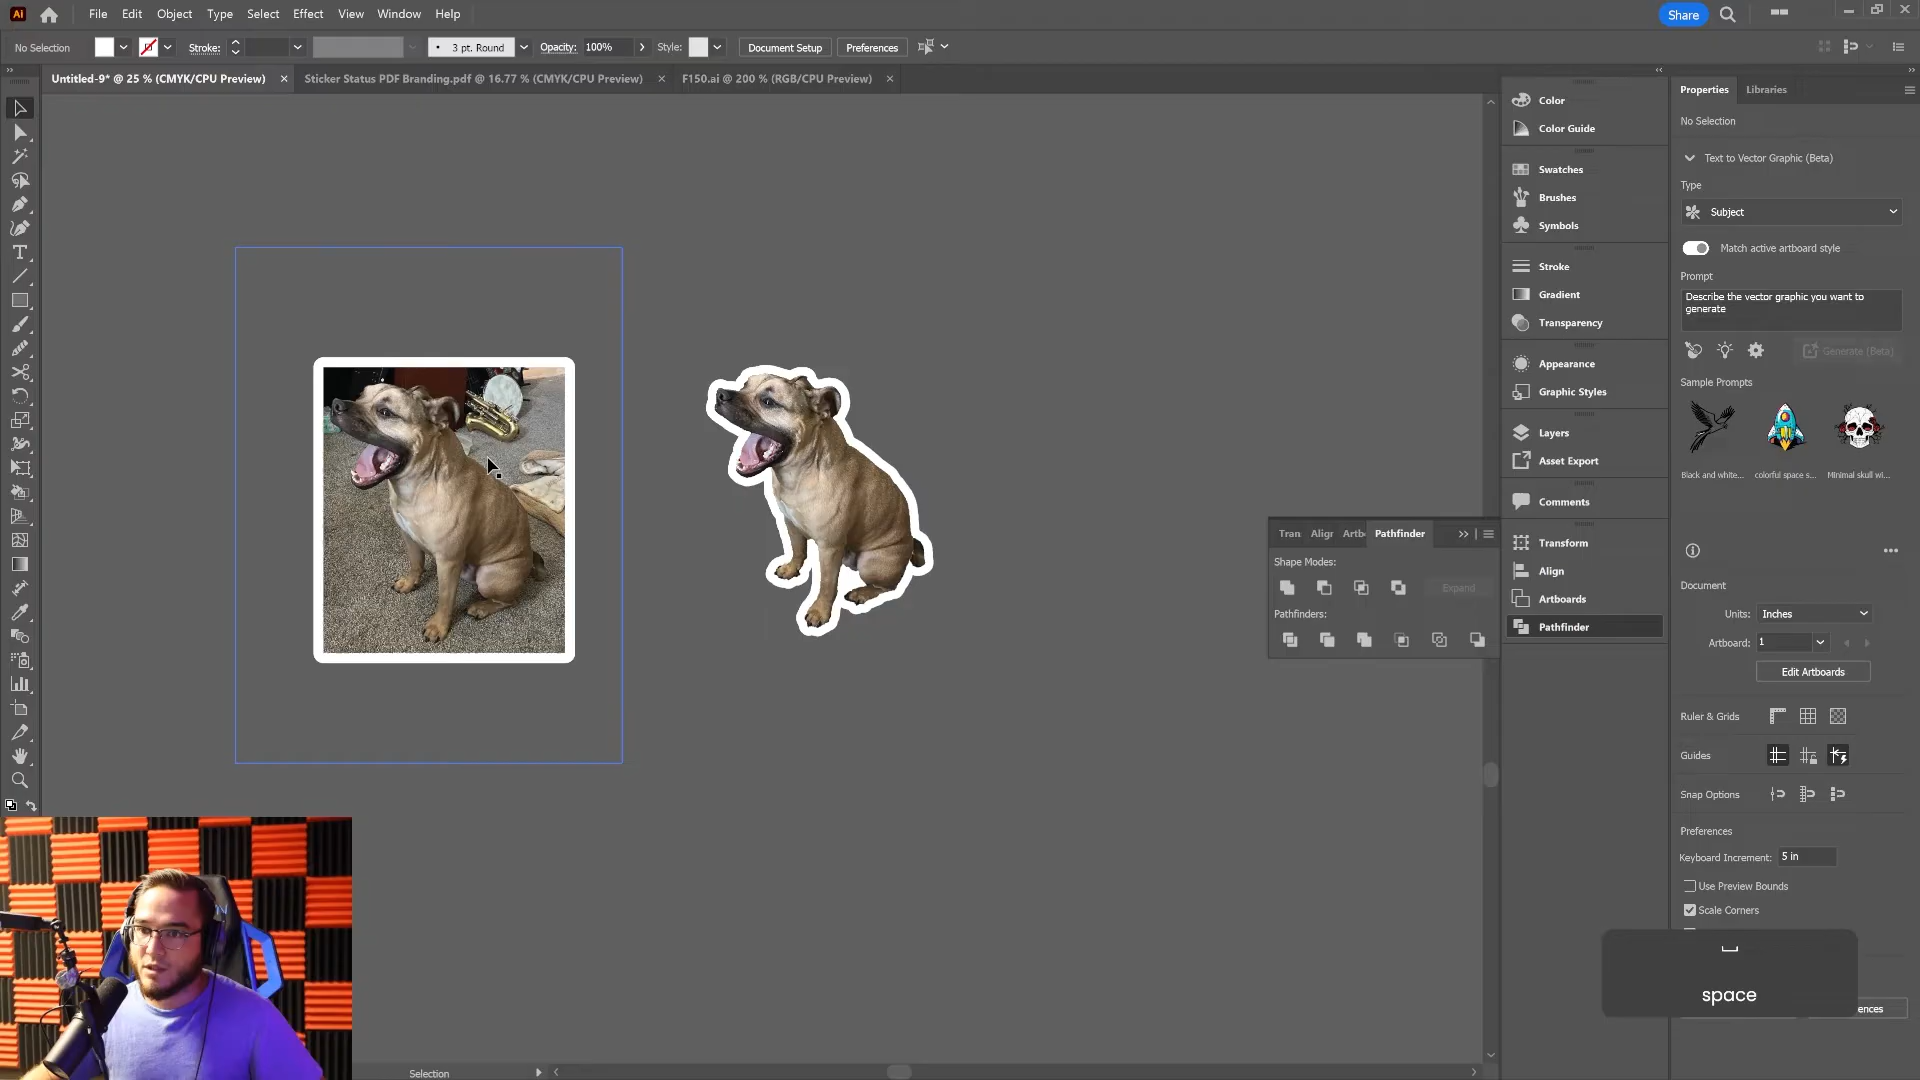 Ai
File Edit Object Type Select Effect View Window Help
Share
No Selection
Stroke:
• 3 pt. Round
Opacity: 100%
Style:
Document Setup
Preferences
Untitled-9* @ 25 % (CMYK/CPU Preview) ×
Sticker Status PDF Branding.pdf @ 16.77 % (CMYK/CPU Preview) ×
F150.ai @ 200 % (RGB/CPU Preview) ×
Color
Color Guide
Swatches
Brushes
Symbols
Stroke
Gradient
Transparency
Appearance
Graphic Styles
Layers
Asset Export
Comments
Transform
Align
Artboards
Pathfinder
Tran Aligr Artb Pathfinder
Shape Modes:
Expand
Pathfinders:
Properties Libraries
No Selection
Text to Vector Graphic (Beta)
Type
Subject
Match active artboard style
Prompt
Describe the vector graphic you want to
generate
Generate (Beta)
Sample Prompts
Black and white...
colorful space s...
Minimal skull wi...
Document
Units: Inches
Artboard: 1
Edit Artboards
Ruler & Grids
Guides
Snap Options
Preferences
Keyboard Increment: 5 in
Use Preview Bounds
Scale Corners
space
ences
Selection